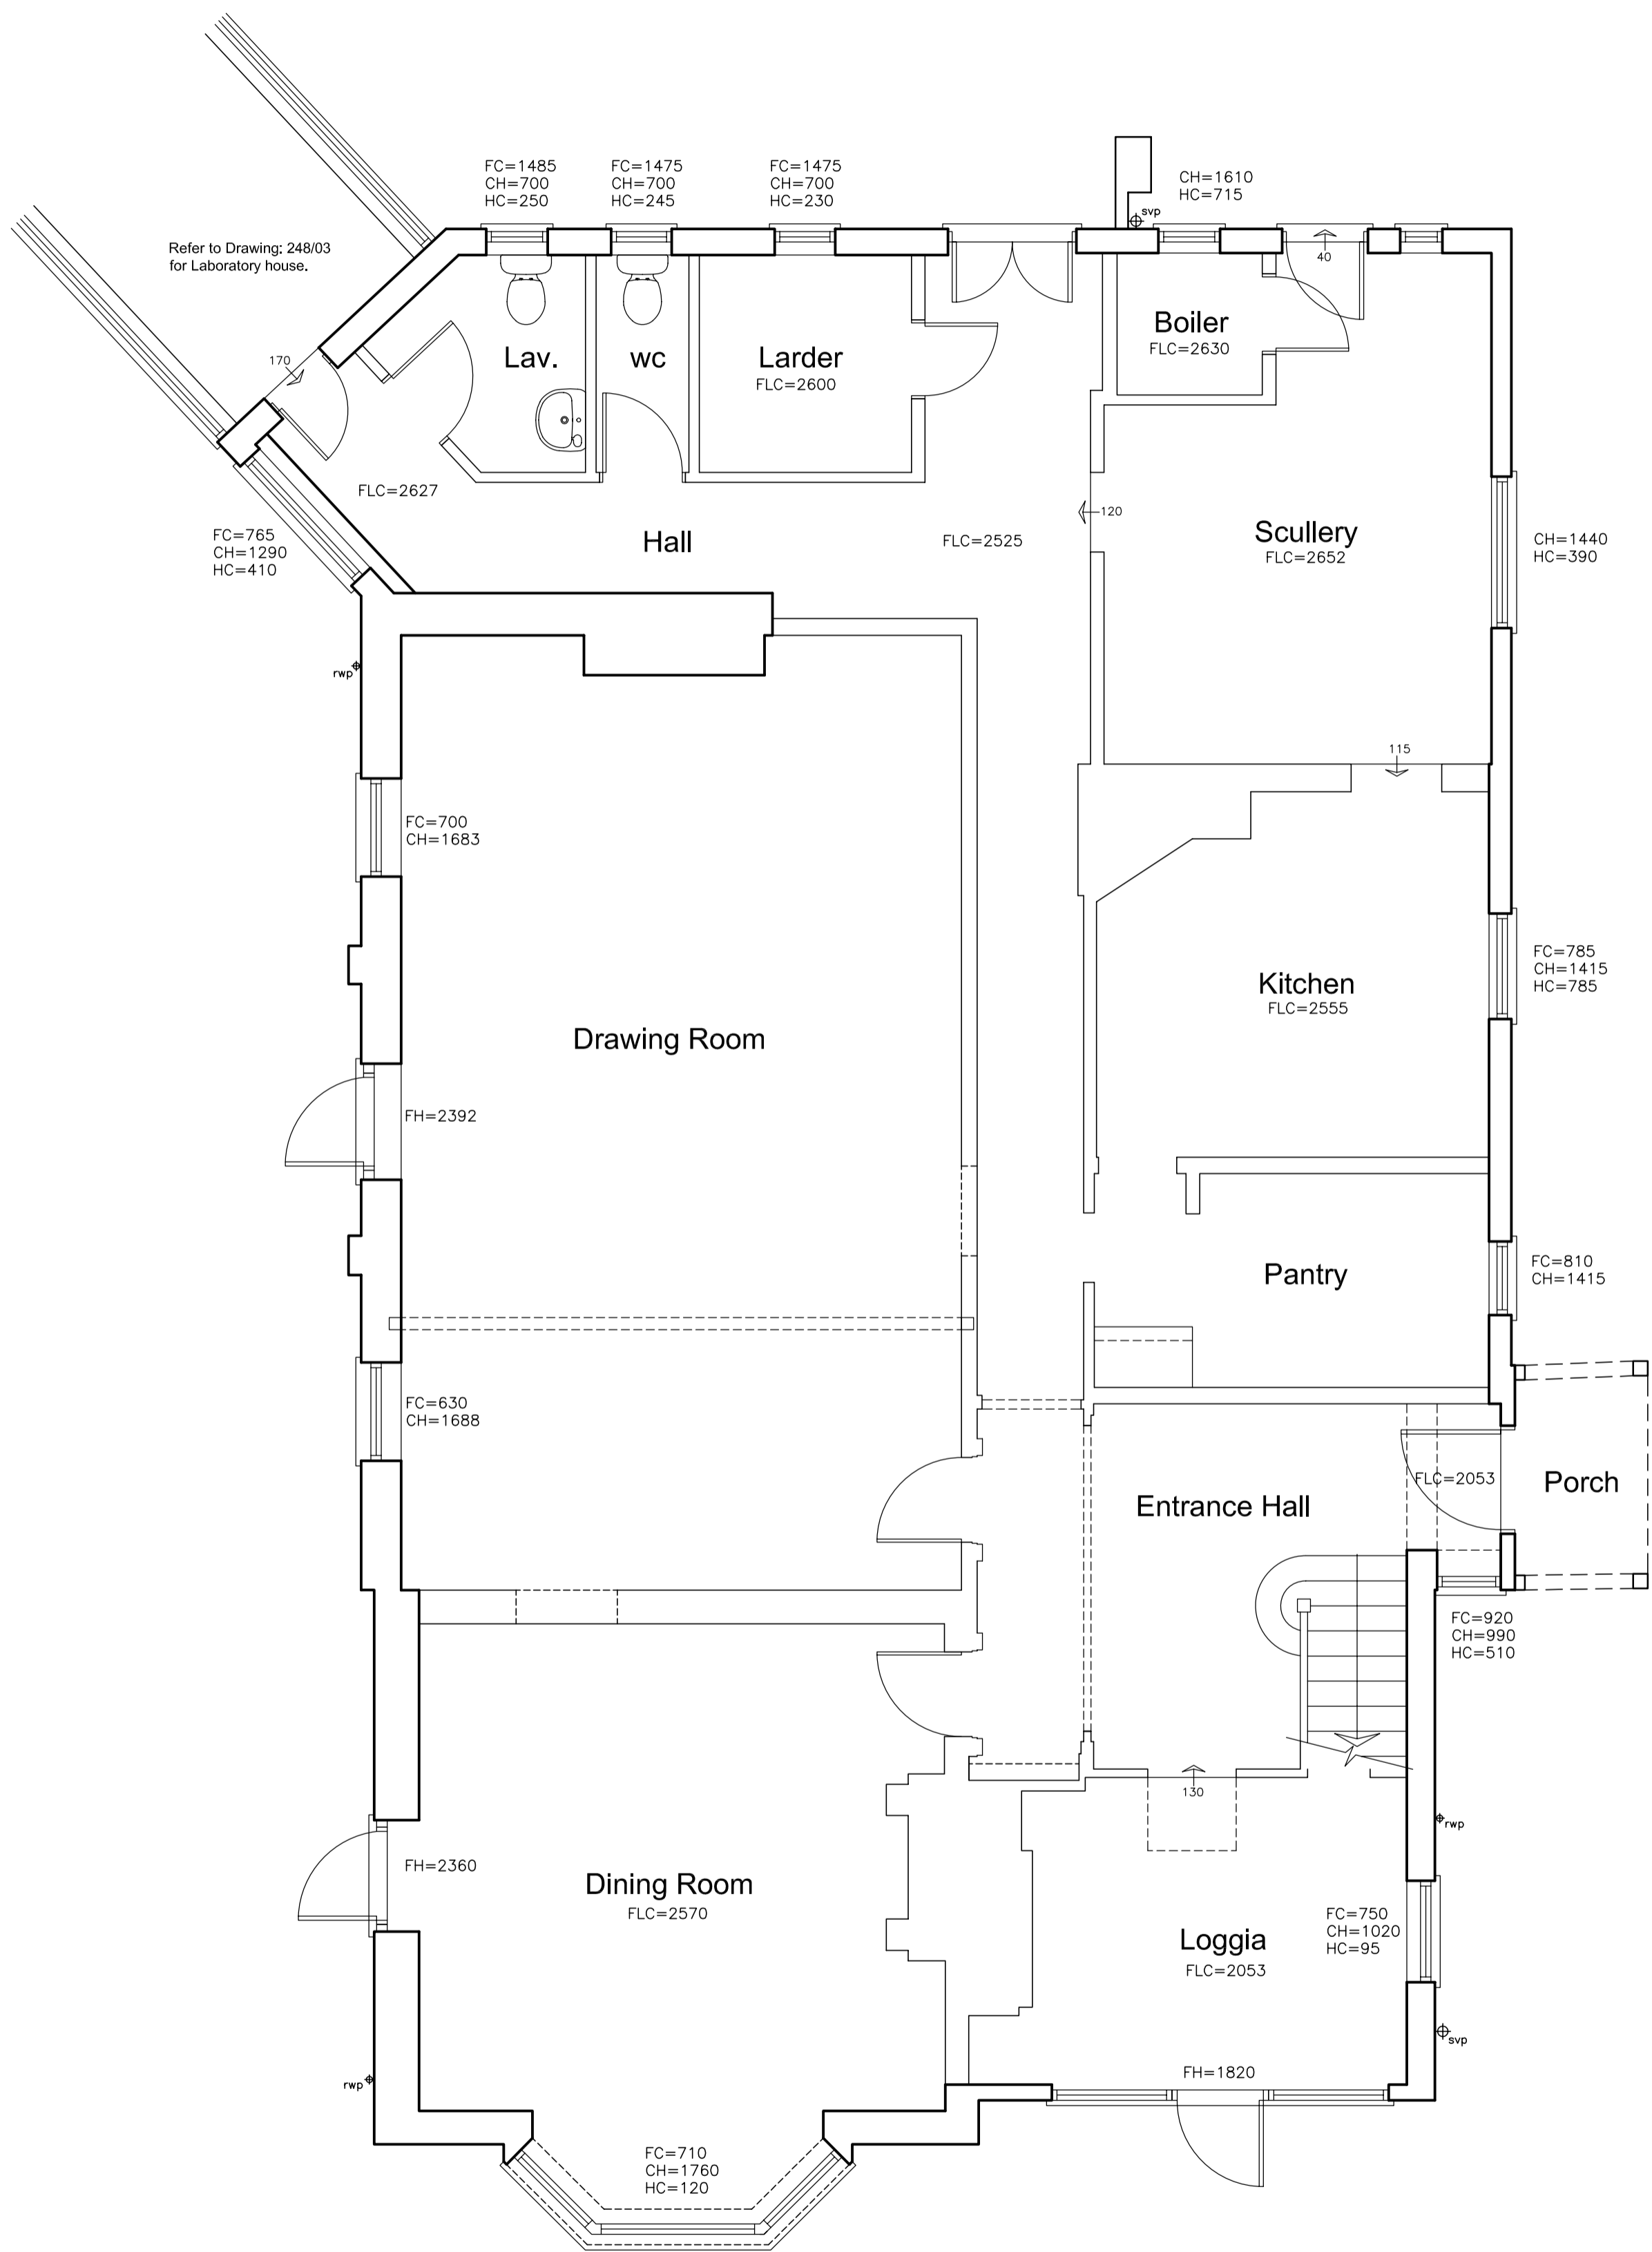 FC=1485
CH=700
HC=250
FC=1475
CH=700
HC=245
FC=1475
CH=700
HC=230
CH=1610
HC=715
svp
Refer to Drawing: 248/03
for Laboratory house.
40
170
Lav.
wc
Larder
FLC=2600
Boiler
FLC=2630
FLC=2627
FC=765
CH=1290
HC=410
Hall
FLC=2525
120
Scullery
FLC=2652
CH=1440
HC=390
rwp
115
FC=700
CH=1683
Kitchen
FLC=2555
FC=785
CH=1415
HC=785
Drawing Room
FH=2392
Pantry
FC=810
CH=1415
FC=630
CH=1688
Entrance Hall
FLC=2053
Porch
FC=920
CH=990
HC=510
130
rwp
FH=2360
Dining Room
FLC=2570
Loggia
FLC=2053
FC=750
CH=1020
HC=95
svp
rwp
FH=1820
FC=710
CH=1760
HC=120